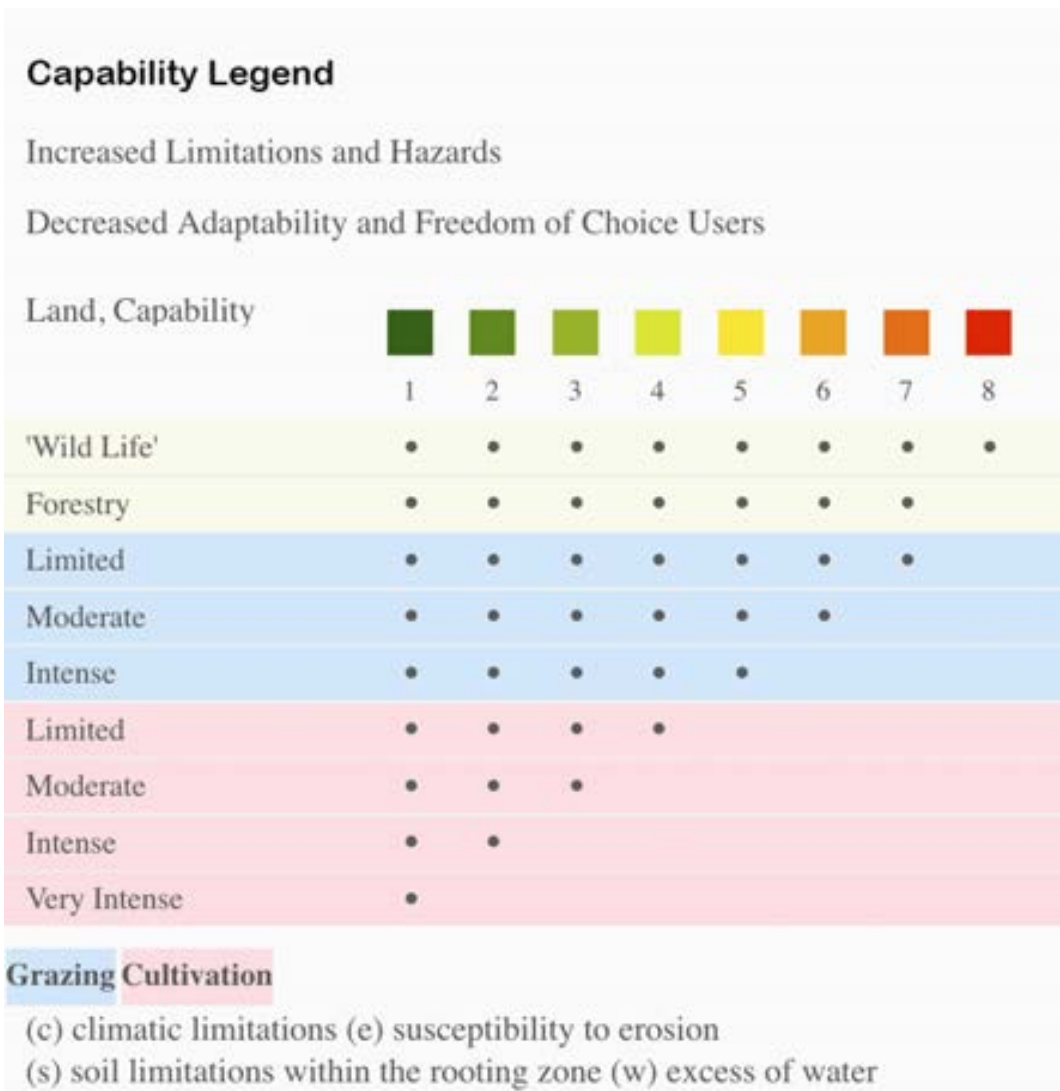 Capability Legend
Increased Limitations and Hazards
Decreased Adaptability and Freedom of Choice Users
Land, Capability
1 2 3 4 5 6 7 8
'Wild Life' • • • • • • • •
Forestry • • • • • • •
Limited • • • • • • •
Moderate • • • • • •
Intense • • • • •
Limited • • • •
Moderate • • •
Intense • •
Very Intense •
Grazing Cultivation
(c) climatic limitations (e) susceptibility to erosion
(s) soil limitations within the rooting zone (w) excess of water